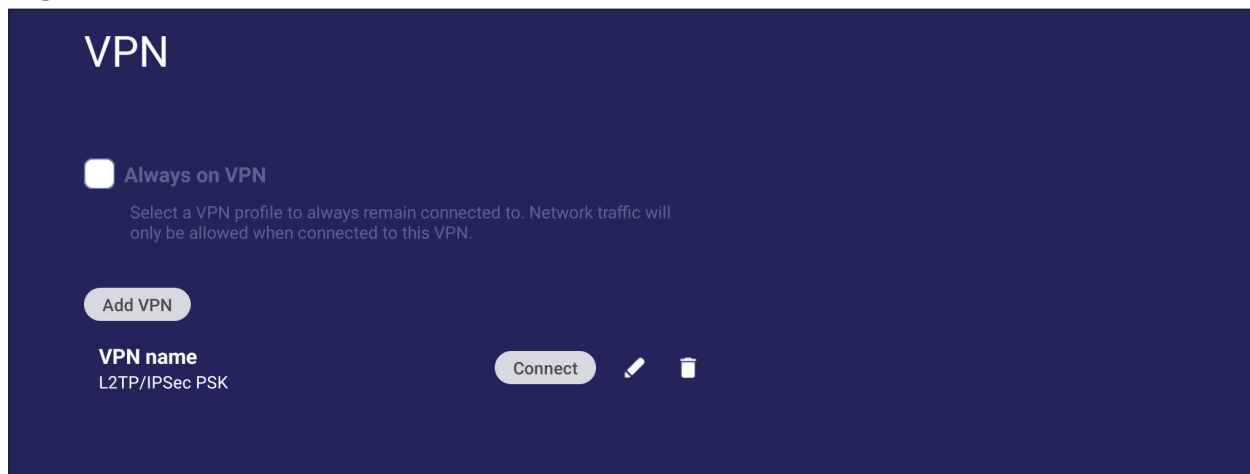 VPN
Always on VPN
Select a VPN profile to always remain connected to. Network traffic will
only be allowed when connected to this VPN.
Add VPN
VPN name
L2TP/IPSec PSK
Connect